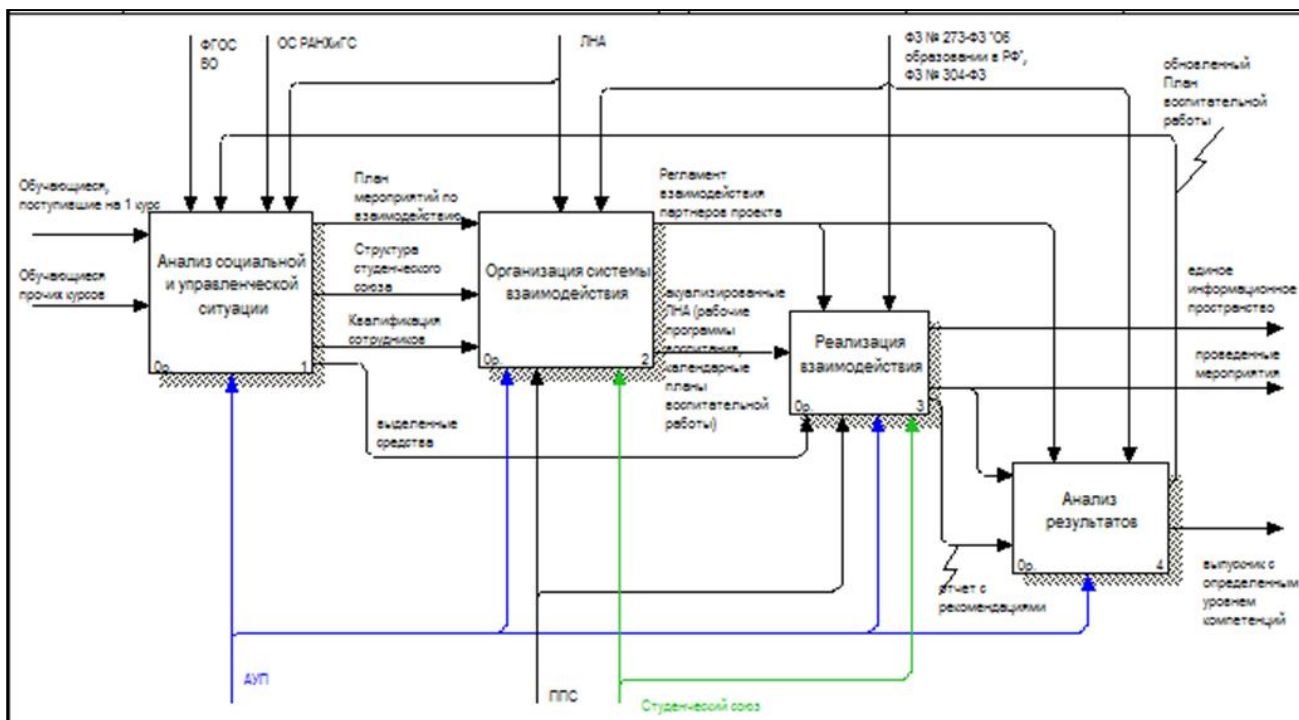 ФГОС
ВО
ОС РАНХиГС
ЛНА
ФЗ № 273-ФЗ "Об
образовании в РФ",
ФЗ № 304-ФЗ
обновленный
План
воспитательной
работы
Обучающиеся,
поступившие на 1 курс
Обучающиеся
прочих курсов
Анализ социальной
и управленческой
ситуации
0р.
1
План
мероприятий по
взаимодействию
Структура
студенческого
союза
Квалификация
сотрудников
выделенные
средства
Организация системы
взаимодействия
0р.
2
Регламент
взаимодействия
партнеров проекта
акуализированные
ЛНА (рабочие
программы
воспитания,
календарные
планы
воспитательной
работы)
Реализация
взаимодействия
0р.
3
единое
информационное
пространство
проведенные
мероприятия
Анализ
результатов
0р.
4
отчет с
рекомендациями
выпускник с
определенным
уровнем
компетенций
АУП
ППС
Студенческий союз